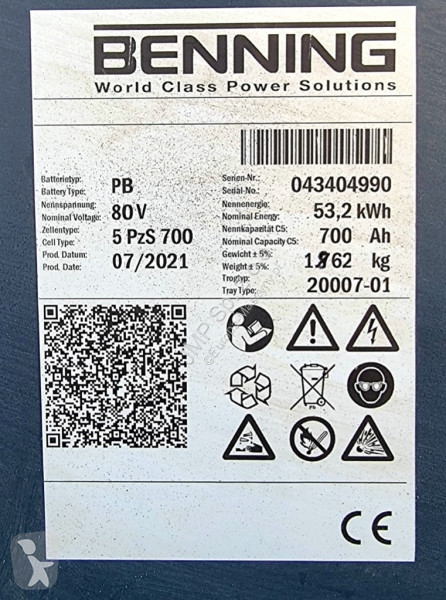 BENNING
World Class Power Solutions
Batterietyp:
Battery Type: PB
Nennspannung:
Nominal Voltage: 80 V
Zellentype:
Cell Type: 5 PzS 700
Prod. Datum:
Prod. Date: 07/2021
Serien-Nr.:
Serial-No.: 043404990
Nennenergie:
Nominal Energy: 53,2 kWh
Nennkapazität C5:
Nominal Capacity C5: 700 Ah
Gewicht ± 5%:
Weight ± 5%: kg
Trogtyp:
Tray Type: 20007-01
Pb
CE